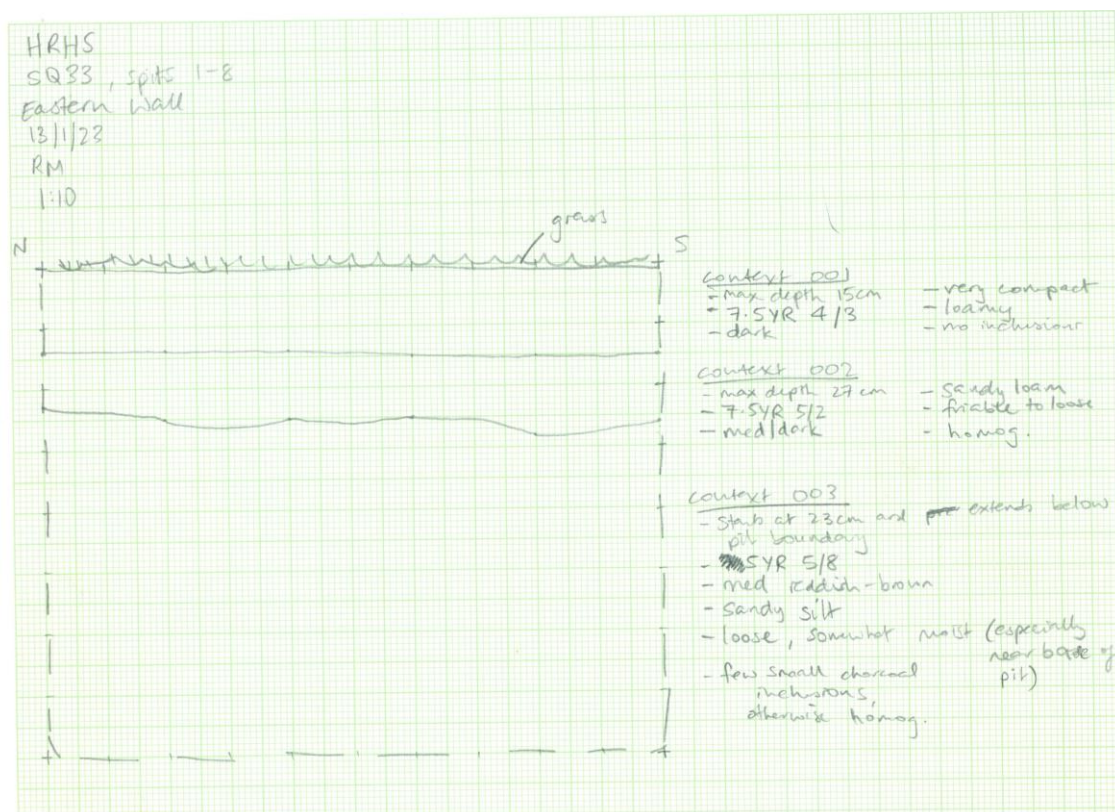 HRHS
SQ33, spits 1-8
Eastern Wall
13/1/23
RM
1:10
grass
N
S
context 001
- max depth 15cm
- 7.5YR 4/3
- dark
- very compact
- loamy
- no inclusions
context 002
- max depth 27cm
- 7.5YR 5/2
- med/dark
- sandy loam
- friable to loose
- homog.
context 003
- starts at 23cm and extends below
pit boundary
- 5YR 5/8
- med reddish-brown
- sandy silt
- loose, somewhat moist (especially
near base of
pit)
- few small charcoal
inclusions,
otherwise homog.